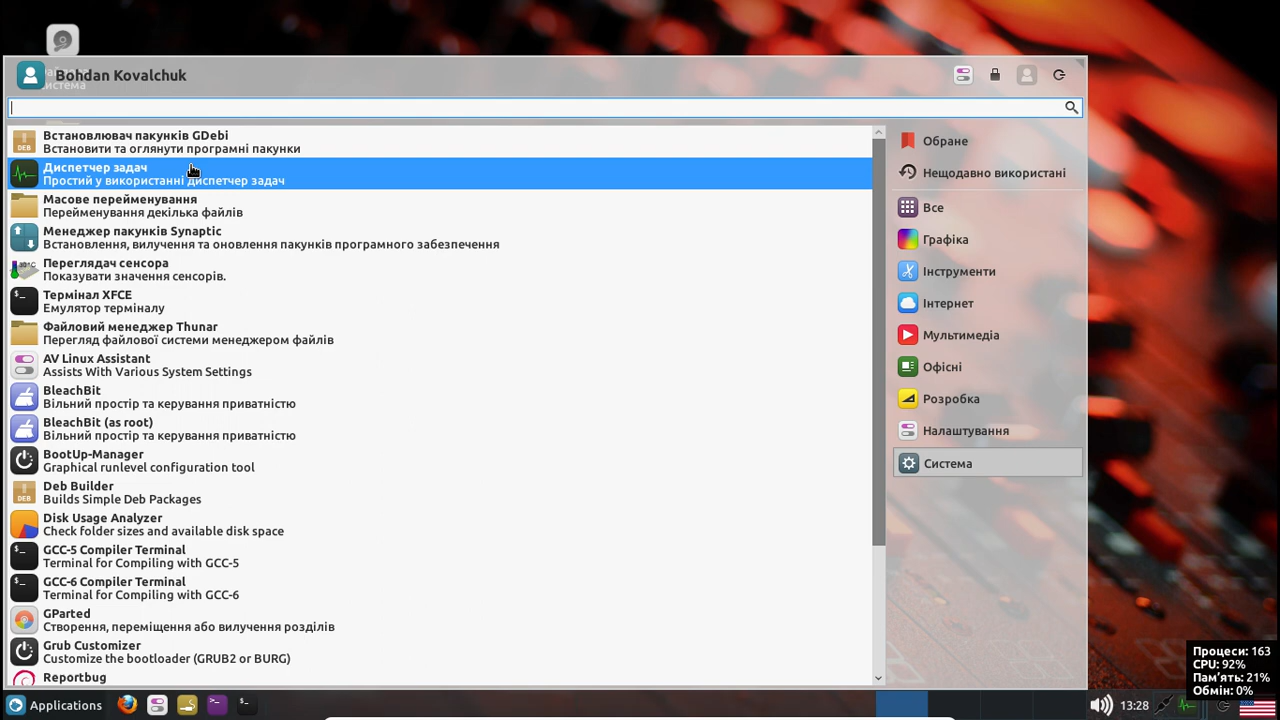 Bohdan Kovalchuk
система
Встановлювач пакунків GDebi
Встановити та оглянути програмні пакунки
Диспетчер задач
Простий у використанні диспетчер задач
Масове перейменування
Перейменування декілька файлів
Менеджер пакунків Synaptic
Встановлення, вилучення та оновлення пакунків програмного забезпечення
Переглядач сенсора
Показувати значення сенсорів.
Термінал XFCE
Емулятор терміналу
Файловий менеджер Thunar
Перегляд файлової системи менеджером файлів
AV Linux Assistant
Assists With Various System Settings
BleachBit
Вільний простір та керування приватністю
BleachBit (as root)
Вільний простір та керування приватністю
BootUp-Manager
Graphical runlevel configuration tool
Deb Builder
Builds Simple Deb Packages
Disk Usage Analyzer
Check folder sizes and available disk space
GCC-5 Compiler Terminal
Terminal for Compiling with GCC-5
GCC-6 Compiler Terminal
Terminal for Compiling with GCC-6
GParted
Створення, переміщення або вилучення розділів
Grub Customizer
Customize the bootloader (GRUB2 or BURG)
Reportbug
Обране
Нещодавно використані
Все
Графіка
Інструменти
Інтернет
Мультимедіа
Офісні
Розробка
Налаштування
Система
Процеси: 163
CPU: 92%
Пам'ять: 21%
Обмін: 0%
Applications
13:28